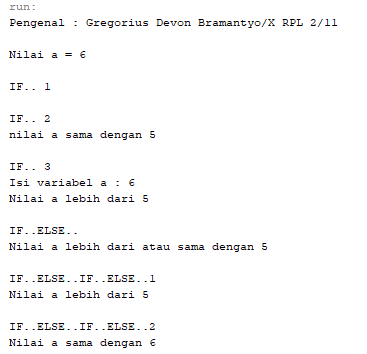 run:
Pengenal : Gregorius Devon Bramantyo/X RPL 2/11
Nilai a = 6
IF.. 1
IF.. 2
nilai a sama dengan 5
IF.. 3
Isi variabel a : 6
Nilai a lebih dari 5
IF..ELSE..
Nilai a lebih dari atau sama dengan 5
IF..ELSE..IF..ELSE..1
Nilai a lebih dari 5
IF..ELSE..IF..ELSE..2
Nilai a sama dengan 6